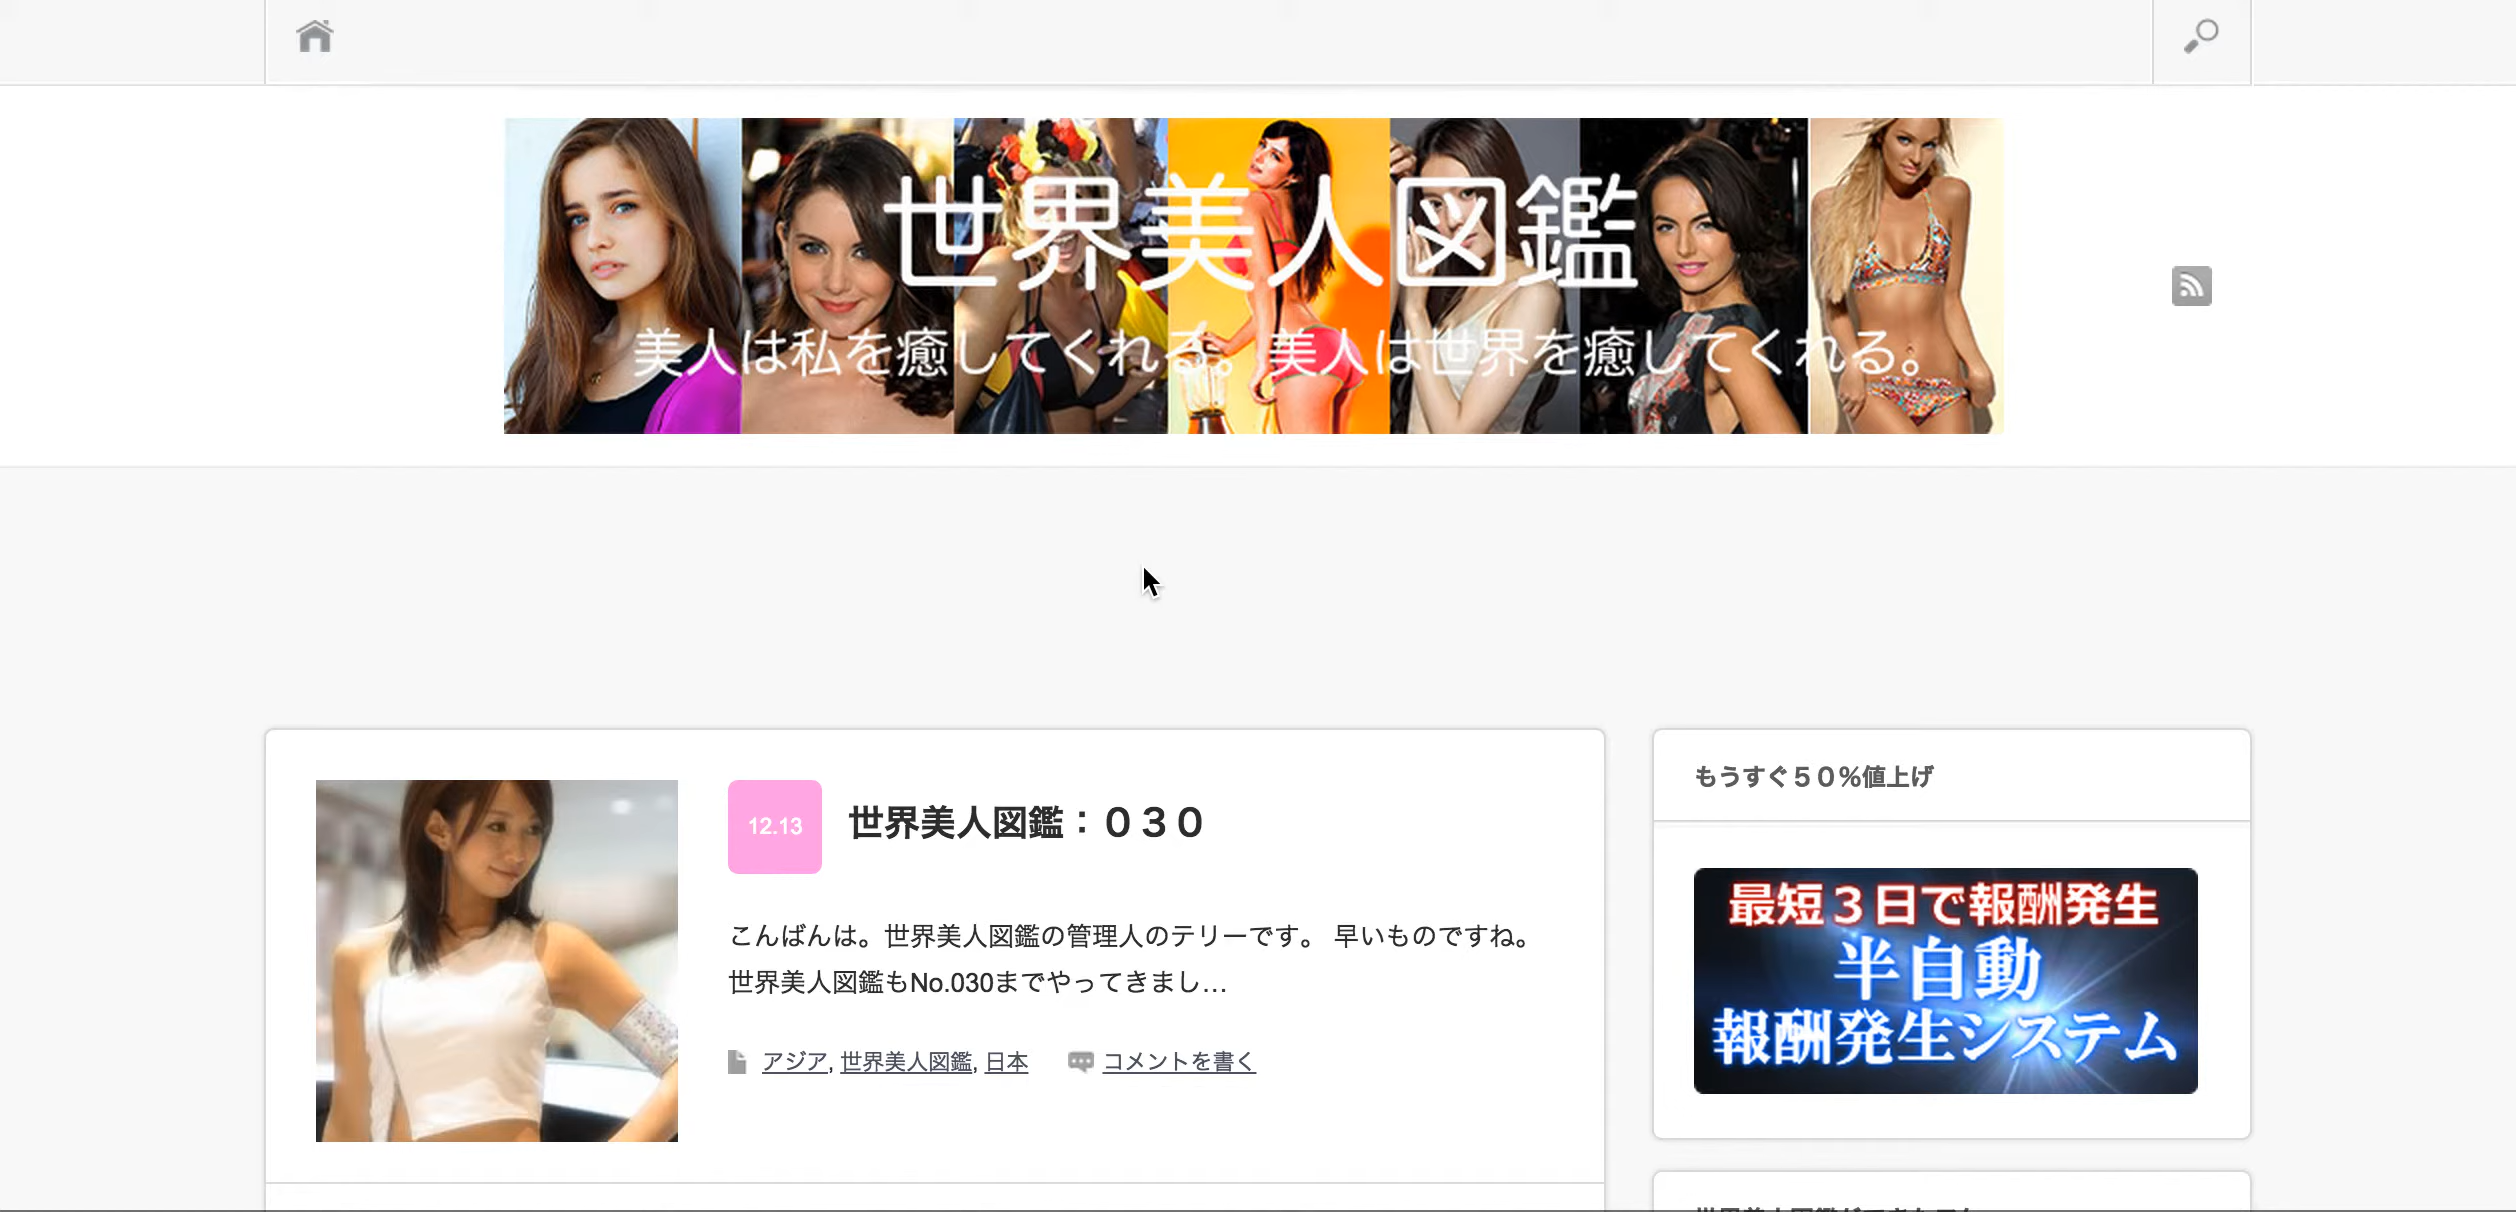 世界美人図鑑
美人は私を癒してくれる。美人は世界を癒してくれる。
12.13
世界美人図鑑：０３０
こんばんは。世界美人図鑑の管理人のテリーです。 早いものですね。
世界美人図鑑もNo.030までやってきまし…
アジア, 世界美人図鑑, 日本 コメントを書く
もうすぐ５０％値上げ
最短３日で報酬発生
半自動
報酬発生システム